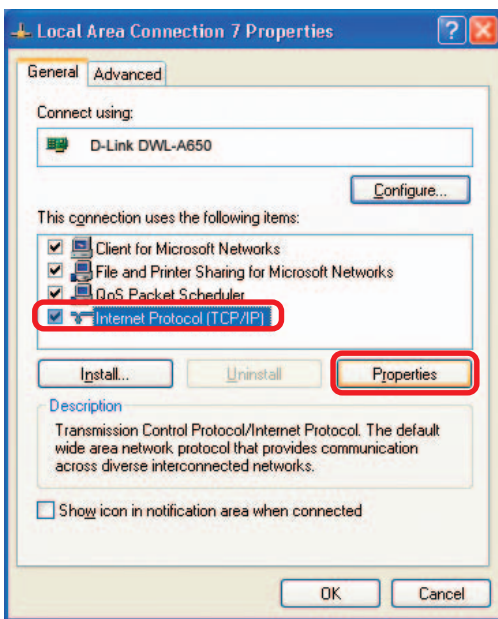 Local Area Connection 7 Properties
General Advanced
Connect using:
D-Link DWL-A650
Configure...
This connection uses the following items:
Client for Microsoft Networks
File and Printer Sharing for Microsoft Networks
QoS Packet Scheduler
Internet Protocol (TCP/IP)
Install... Uninstall Properties
Description
Transmission Control Protocol/Internet Protocol. The default
wide area network protocol that provides communication
across diverse interconnected networks.
Show icon in notification area when connected
OK Cancel